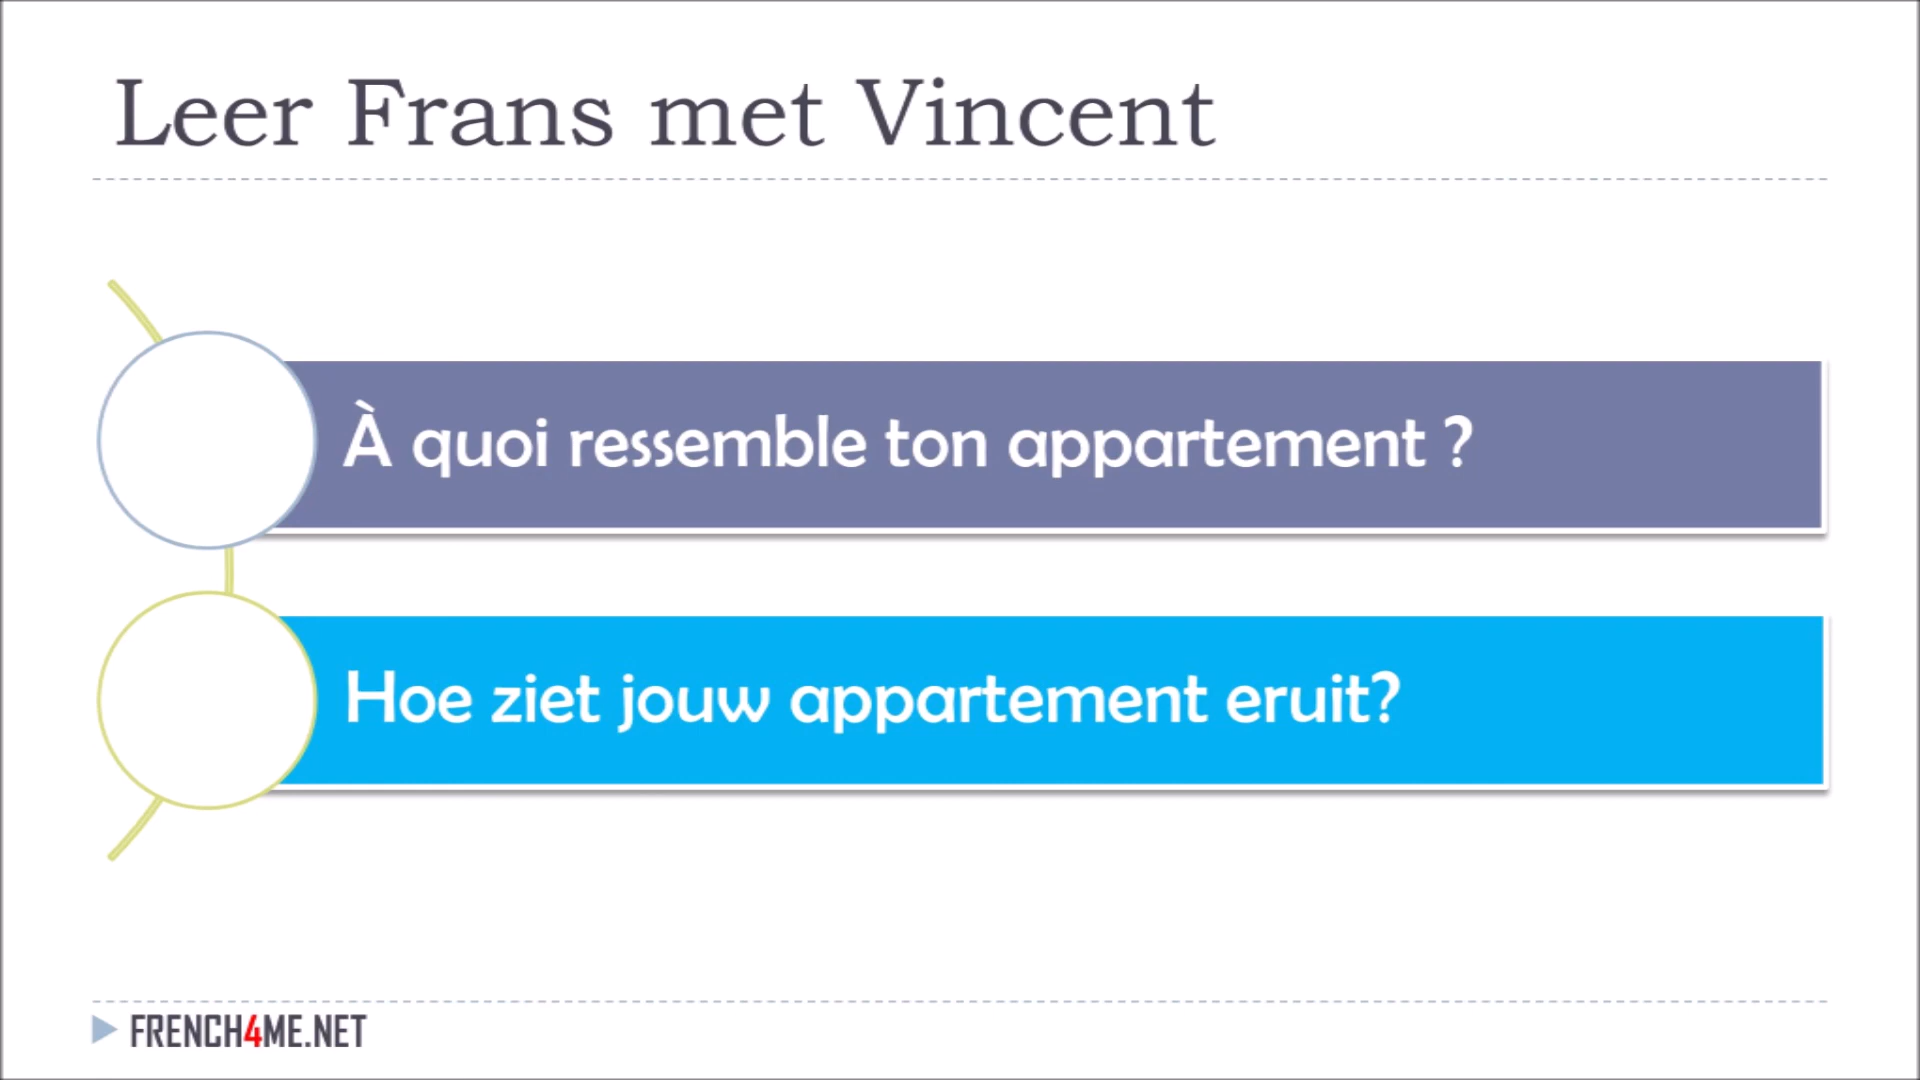 Leer Frans met Vincent
À quoi ressemble ton appartement ?
Hoe ziet jouw appartement eruit?
FRENCH4ME.NET